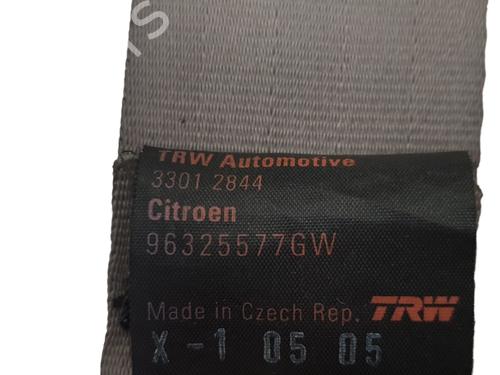 TRW Automotive
3301 2844
Citroen
96325577GW
Made in Czech Rep. TRW
X -1 05 05